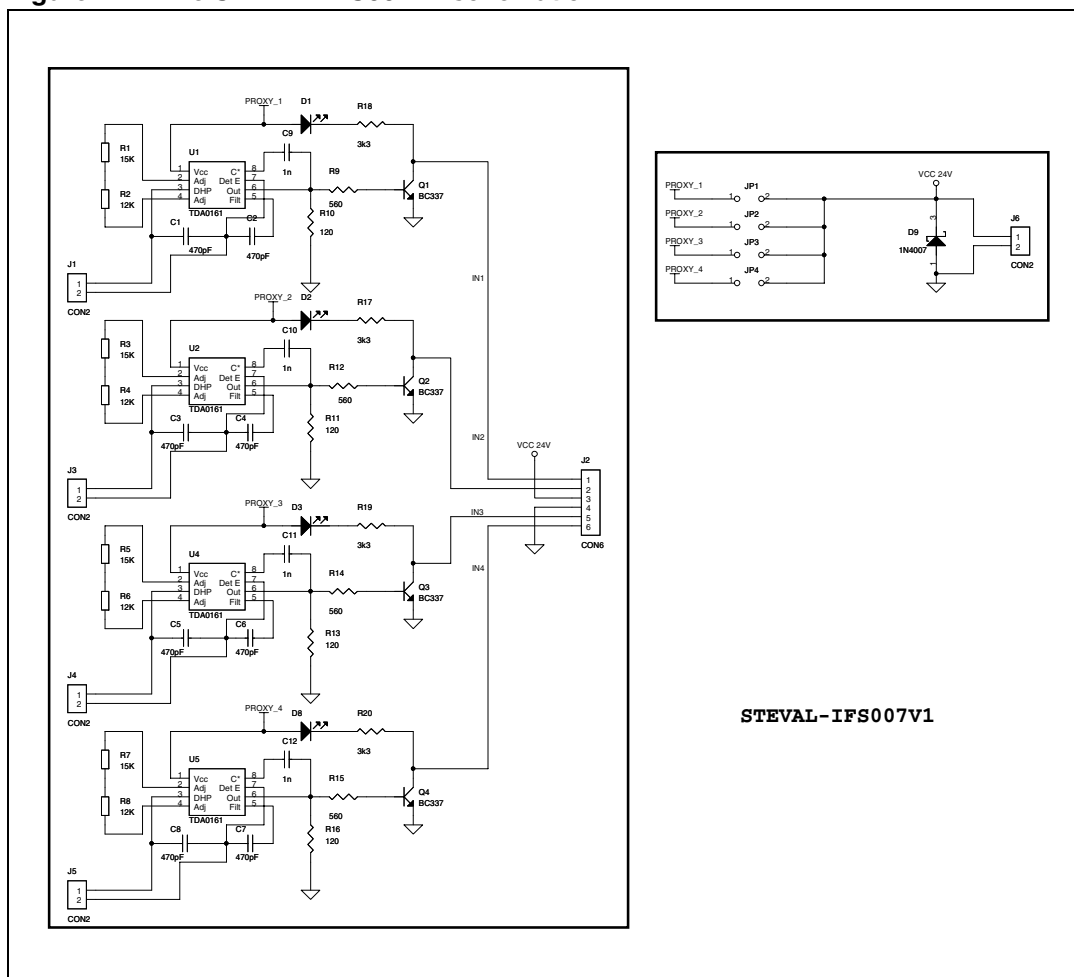 PROXY_1
D1
R18
3k3
U1
C9
1n
R1
15K
R2
12K
1 Vcc C* 8
2 Adj Det E 7
3 DHP Out 6
4 Adj Filt 5
TDA0161
R9
560
Q1
BC337
R10
120
C1
470pF
C2
470pF
J1
1
2
CON2
IN1
PROXY_2
D2
R17
3k3
U2
C10
1n
R3
15K
R4
12K
1 Vcc C* 8
2 Adj Det E 7
3 DHP Out 6
4 Adj Filt 5
TDA0161
R12
560
Q2
BC337
R11
120
C3
470pF
C4
470pF
J3
1
2
CON2
IN2
PROXY_3
D3
R19
3k3
U4
C11
1n
R5
15K
R6
12K
1 Vcc C* 8
2 Adj Det E 7
3 DHP Out 6
4 Adj Filt 5
TDA0161
R14
560
Q3
BC337
R13
120
C5
470pF
C6
470pF
J4
1
2
CON2
IN3
IN4
PROXY_4
D8
R20
3k3
U5
C12
1n
R7
15K
R8
12K
1 Vcc C* 8
2 Adj Det E 7
3 DHP Out 6
4 Adj Filt 5
TDA0161
R15
560
Q4
BC337
R16
120
C8
470pF
C7
470pF
J5
1
2
CON2
VCC 24V
J2
1
2
3
4
5
6
CON6
PROXY_1 1 JP1 2
PROXY_2 1 JP2 2
PROXY_3 1 JP3 2
PROXY_4 1 JP4 2
VCC 24V
3
D9
1N4007
1
J6
1
2
CON2
STEVAL-IFS007V1